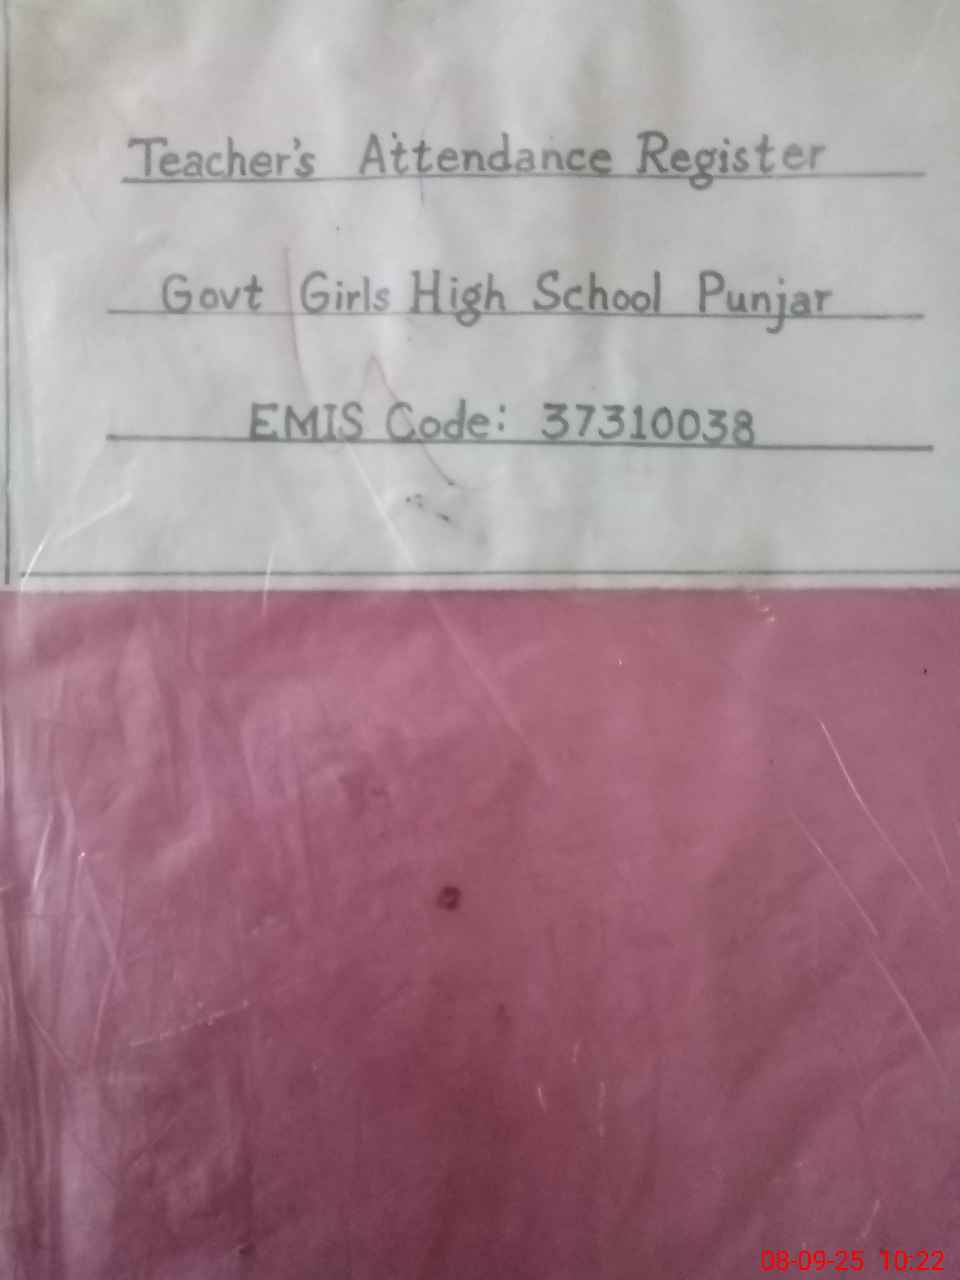 Teacher's Attendance Register
Govt Girls High School Punjar
EMIS Code: 37310038
08-09-25 10:22